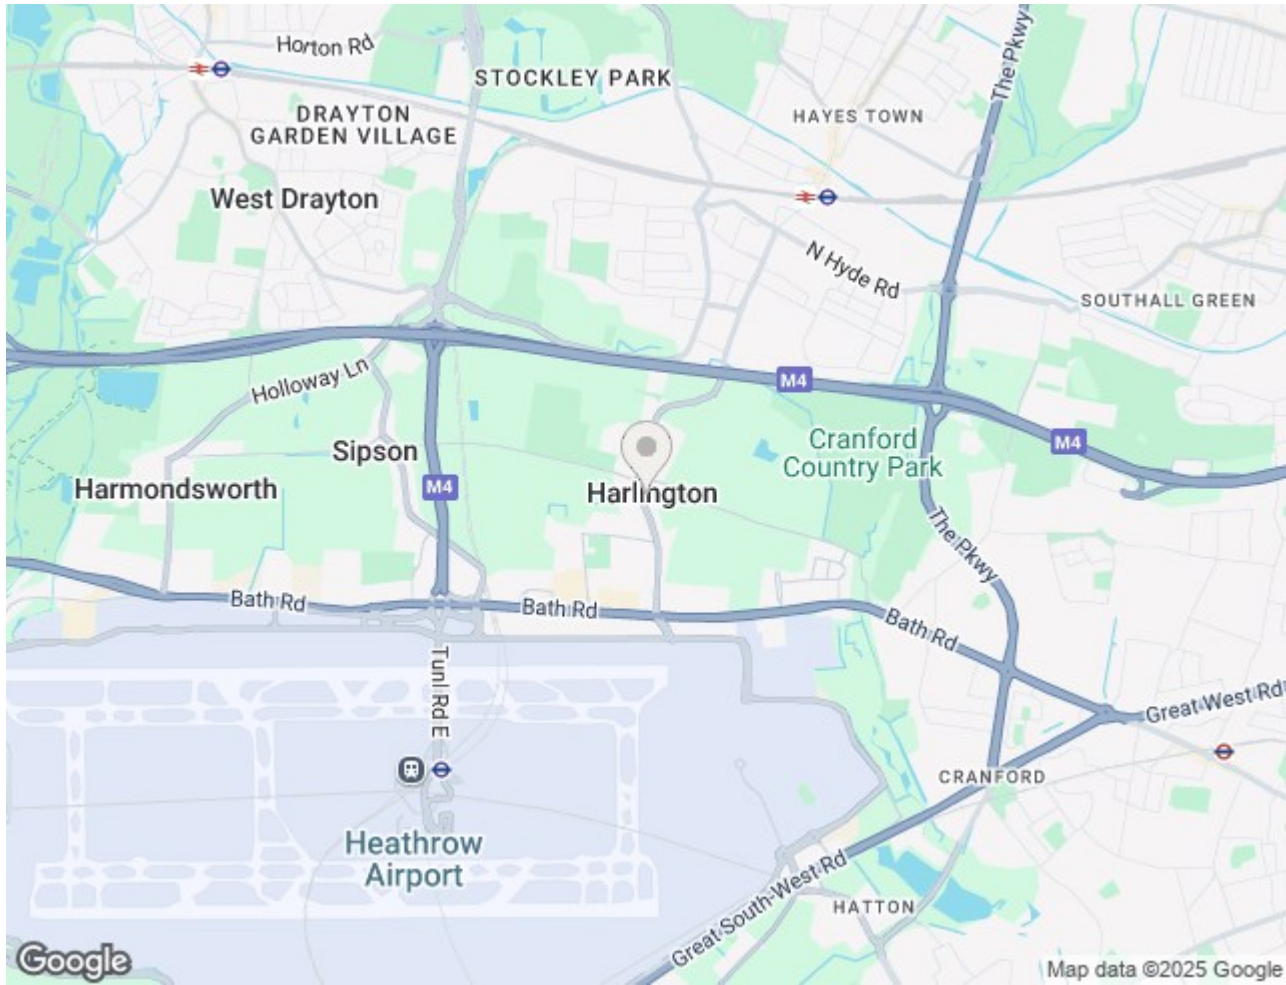 Horton Rd
STOCKLEY PARK
The Pkwy
DRAYTON
GARDEN VILLAGE
HAYES TOWN
West Drayton
N Hyde Rd
SOUTHALL GREEN
Holloway Ln
M4
Sipson
Cranford
Country Park
M4
Harmondsworth
M4
Harlington
The Pkwy
Bath Rd
Bath Rd
Bath Rd
Tunl Rd E
Great West Rd
CRANFORD
Heathrow
Airport
Great South-West Rd
HATTON
Google
Map data ©2025 Google